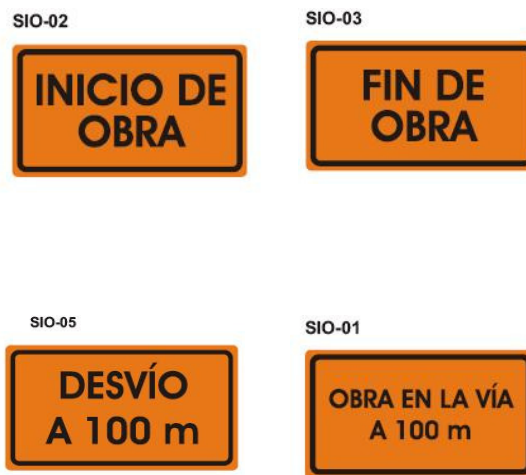 SIO-02
INICIO DE
OBRA
SIO-03
FIN DE
OBRA
SIO-05
DESVÍO
A 100 m
SIO-01
OBRA EN LA VÍA
A 100 m